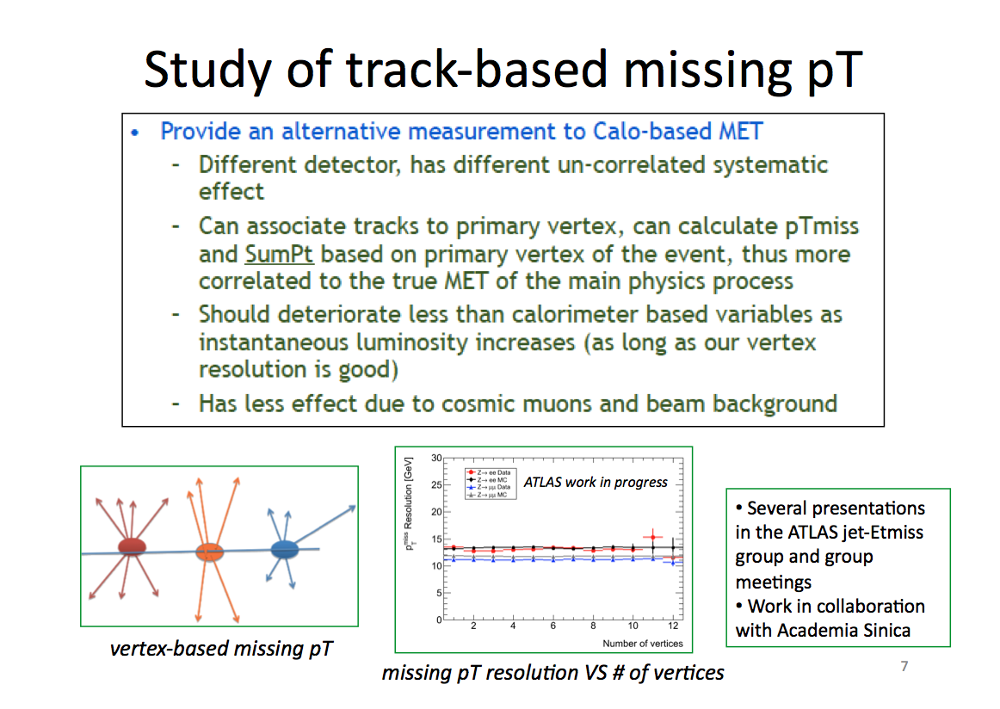 Study of track-based missing pT
• Provide an alternative measurement to Calo-based MET
- Different detector, has different un-correlated systematic
effect
- Can associate tracks to primary vertex, can calculate pTmiss
and SumPt based on primary vertex of the event, thus more
correlated to the true MET of the main physics process
- Should deteriorate less than calorimeter based variables as
instantaneous luminosity increases (as long as our vertex
resolution is good)
- Has less effect due to cosmic muons and beam background
vertex-based missing pT
p_T^miss Resolution [GeV]
30
25
20
15
10
5
0
Z→ ee Data
Z→ ee MC
Z→ μμ Data
Z→ μμ MC
ATLAS work in progress
2 4 6 8 10 12
Number of vertices
missing pT resolution VS # of vertices
• Several presentations
in the ATLAS jet-Etmiss
group and group
meetings
• Work in collaboration
with Academia Sinica
7